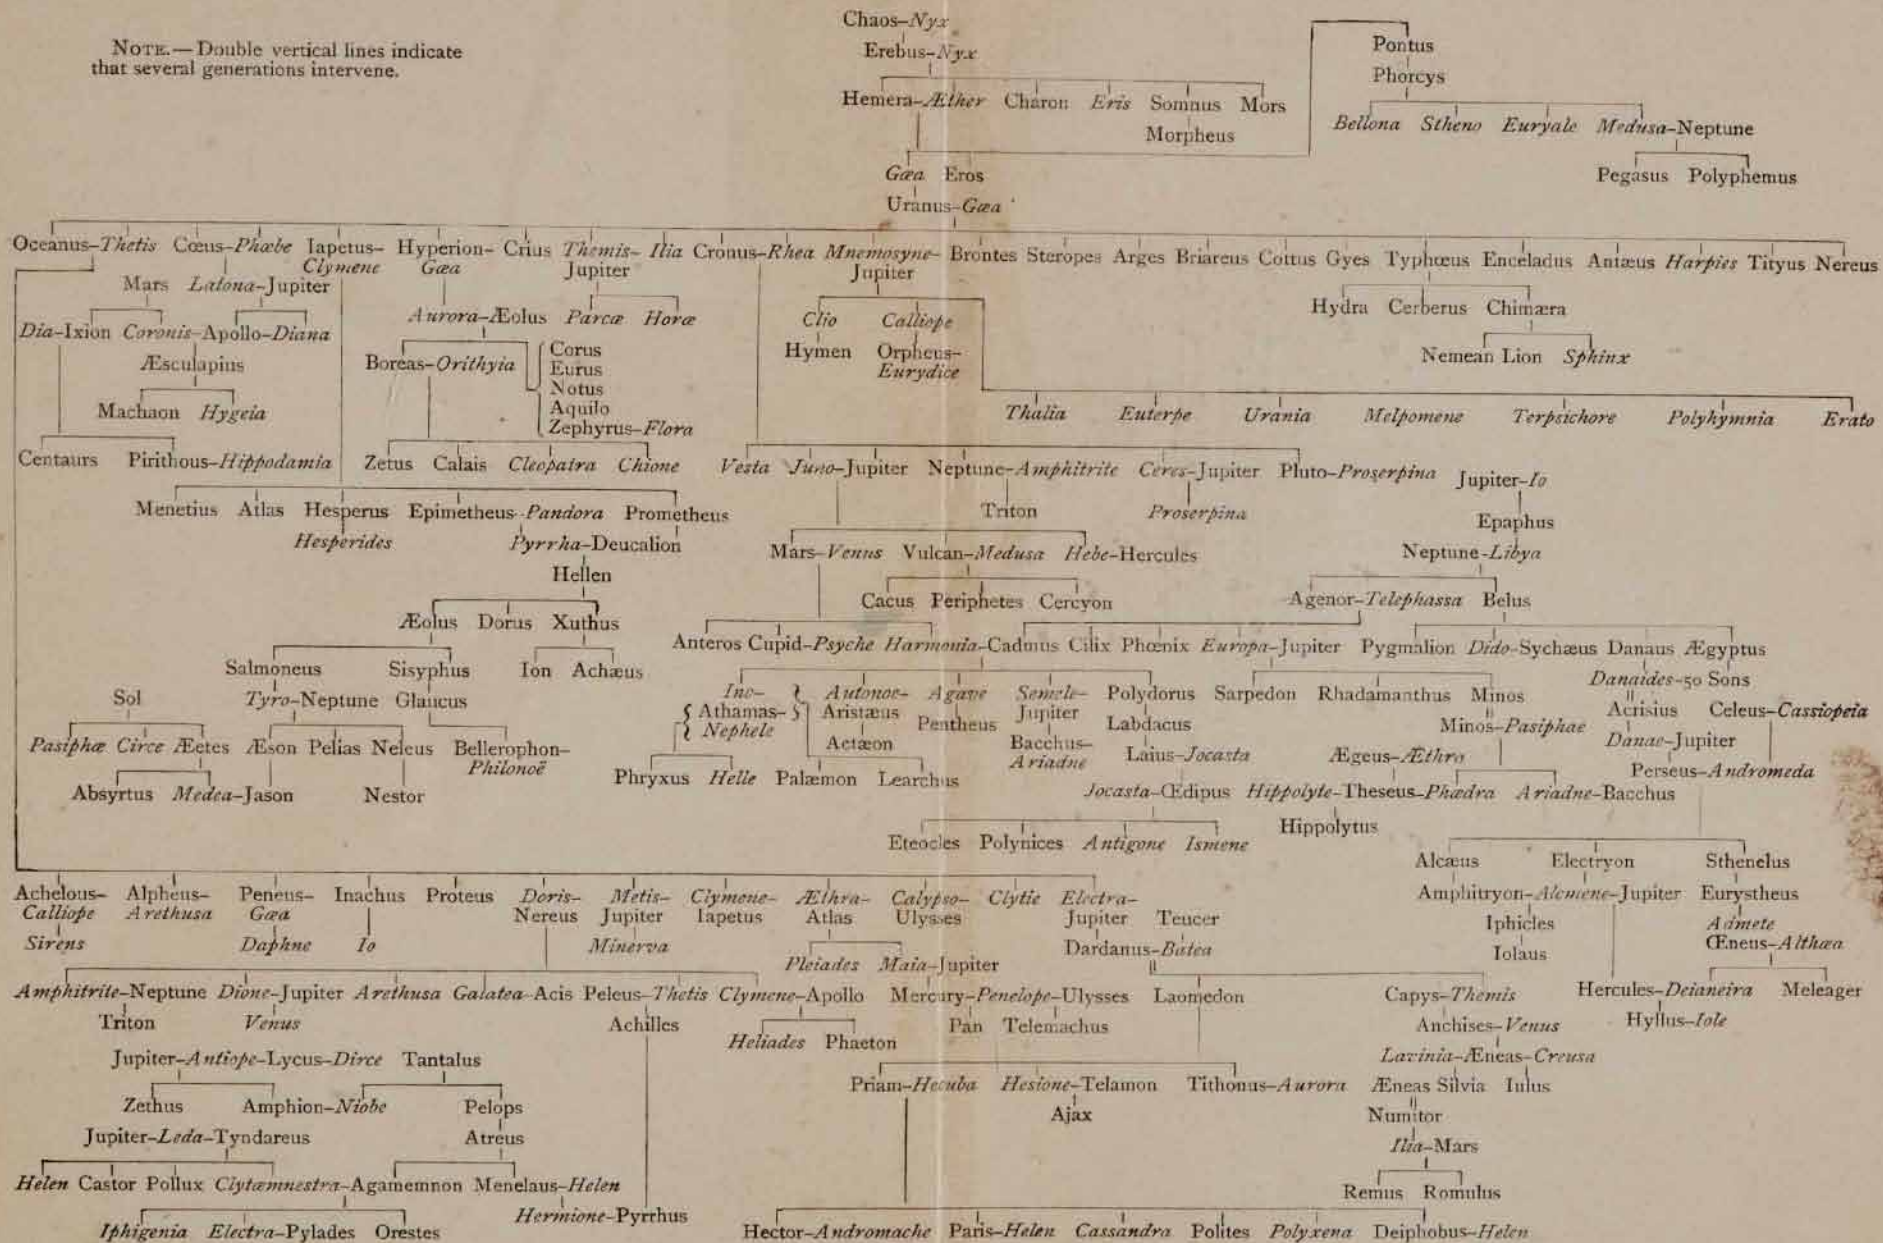 NOTE.—Double vertical lines indicate
that several generations intervene.
Chaos–Nyx
Erebus–Nyx
Hemera–Æther Charon Eris Somnus Mors
Morpheus
Pontus
Phorcys
Bellona Stheno Euryale Medusa–Neptune
Pegasus Polyphemus
Gæa Eros
Uranus–Gæa
Oceanus–Thetis Cœus–Phœbe Iapetus– Hyperion– Crius Themis– Ilia Cronus–Rhea Mnemosyne– Brontes Steropes Arges Briareus Cottus Gyes Typhœus Enceladus Antæus Harpies Tityus Nereus
Clymene Gæa Jupiter Jupiter
Mars Latona–Jupiter
Hydra Cerberus Chimæra
Aurora–Æolus Parcæ Horæ
Clio Calliope
Dia–Ixion Coronis–Apollo–Diana
Hymen Orpheus–
Eurydice
Nemean Lion Sphinx
Æsculapius
Boreas–Orithyia
Corus
Eurus
Notus
Aquilo
Zephyrus–Flora
Machaon Hygeia
Thalia Euterpe Urania Melpomene Terpsichore Polyhymnia Erato
Centaurs Pirithous–Hippodamia Zetus Calais Cleopatra Chione Vesta Juno–Jupiter Neptune–Amphitrite Ceres–Jupiter Pluto–Proserpina Jupiter–Io
Menetius Atlas Hesperus Epimetheus–Pandora Prometheus
Triton Proserpina Epaphus
Hesperides Pyrrha–Deucalion
Mars–Venus Vulcan–Medusa Hebe–Hercules Neptune–Libya
Hellen
Cacus Periphetes Cercyon Agenor–Telephassa Belus
Æolus Dorus Xuthus
Anteros Cupid–Psyche Harmonia–Cadmus Cilix Phœnix Europa–Jupiter Pygmalion Dido–Sychæus Danaus Ægyptus
Salmoneus Sisyphus Ion Achæus
Danaides–50 Sons
Sol Tyro–Neptune Glaucus
Ino– Autonoe– Agave Semele– Polydorus Sarpedon Rhadamanthus Minos
Athamas– Aristæus Pentheus Jupiter Labdacus Minos–Pasiphae Acrisius Celeus–Cassiopeia
Nephele Actæon Bacchus– Laius–Jocasta Ægeus–Æthra Danae–Jupiter
Ariadne Perseus–Andromeda
Pasiphæ Circe Æetes Æson Pelias Neleus Bellerophon–
Philonoë
Phryxus Helle Palæmon Learchus
Absyrtus Medea–Jason Nestor
Jocasta–Œdipus Hippolyte–Theseus–Phædra Ariadne–Bacchus
Hippolytus
Eteocles Polynices Antigone Ismene
Alcæus Electryon Sthenelus
Achelous– Alpheus– Peneus– Inachus Proteus Doris– Metis– Clymene– Æthra– Calypso– Clytie Electra–
Calliope Arethusa Gæa Nereus Jupiter Iapetus Atlas Ulysses Jupiter Teucer
Sirens Daphne Io Minerva Dardanus–Batea
Amphitryon–Alcmene–Jupiter Eurystheus
Iphicles Admete
Iolaus Œneus–Althæa
Pleiades Maia–Jupiter
Amphitrite–Neptune Dione–Jupiter Arethusa Galatea–Acis Peleus–Thetis Clymene–Apollo Mercury–Penelope–Ulysses Laomedon Capys–Themis Hercules–Deianeira Meleager
Triton Venus Achilles Pan Telemachus Anchises–Venus Hyllus–Iole
Heliades Phaeton
Jupiter–Antiope–Lycus–Dirce Tantalus
Lavinia–Æneas–Creusa
Priam–Hecuba Hesione–Telamon Tithonus–Aurora Æneas Silvia Iulus
Zethus Amphion–Niobe Pelops
Ajax Numitor
Jupiter–Leda–Tyndareus Atreus
Ilia–Mars
Helen Castor Pollux Clytæmnestra–Agamemnon Menelaus–Helen
Remus Romulus
Hermione–Pyrrhus
Iphigenia Electra–Pylades Orestes
Hector–Andromache Paris–Helen Cassandra Polites Polyxena Deiphobus–Helen